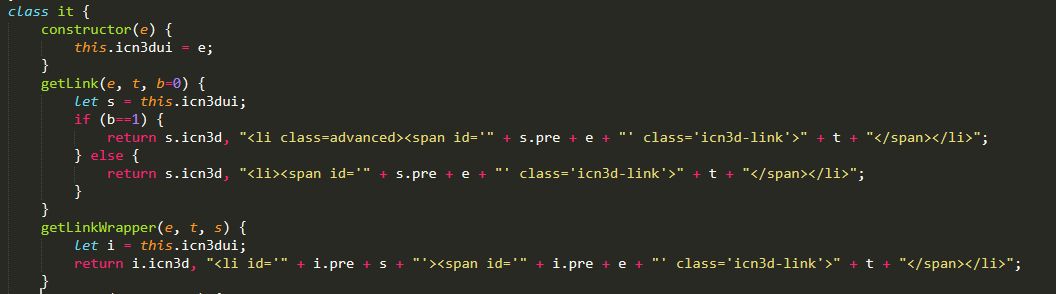 class it {
    constructor(e) {
        this.icn3dui = e;
    }
    getLink(e, t, b=0) {
        let s = this.icn3dui;
        if (b==1) {
            return s.icn3d, "<li class=advanced><span id='" + s.pre + e + "' class='icn3d-link'>" + t + "</span></li>";
        } else {
            return s.icn3d, "<li><span id='" + s.pre + e + "' class='icn3d-link'>" + t + "</span></li>";
        }
    }
    getLinkWrapper(e, t, s) {
        let i = this.icn3dui;
        return i.icn3d, "<li id='" + i.pre + s + "'><span id='" + i.pre + e + "' class='icn3d-link'>" + t + "</span></li>";
    }